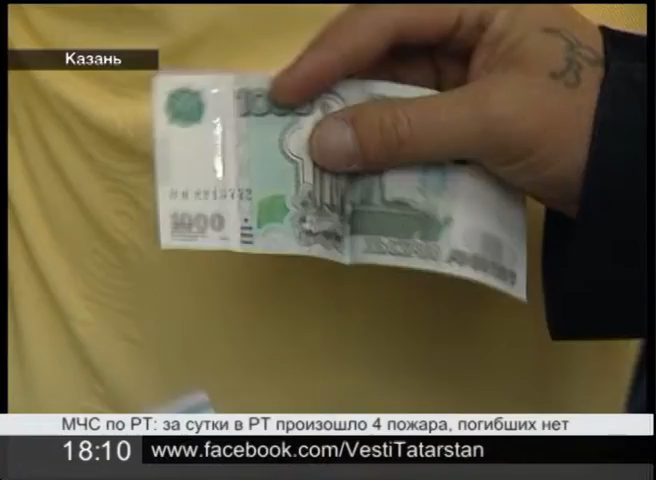 Казань
1000
1000
МЧС по РТ: за сутки в РТ произошло 4 пожара, погибших нет
18:10 www.facebook.com/VestiTatarstan